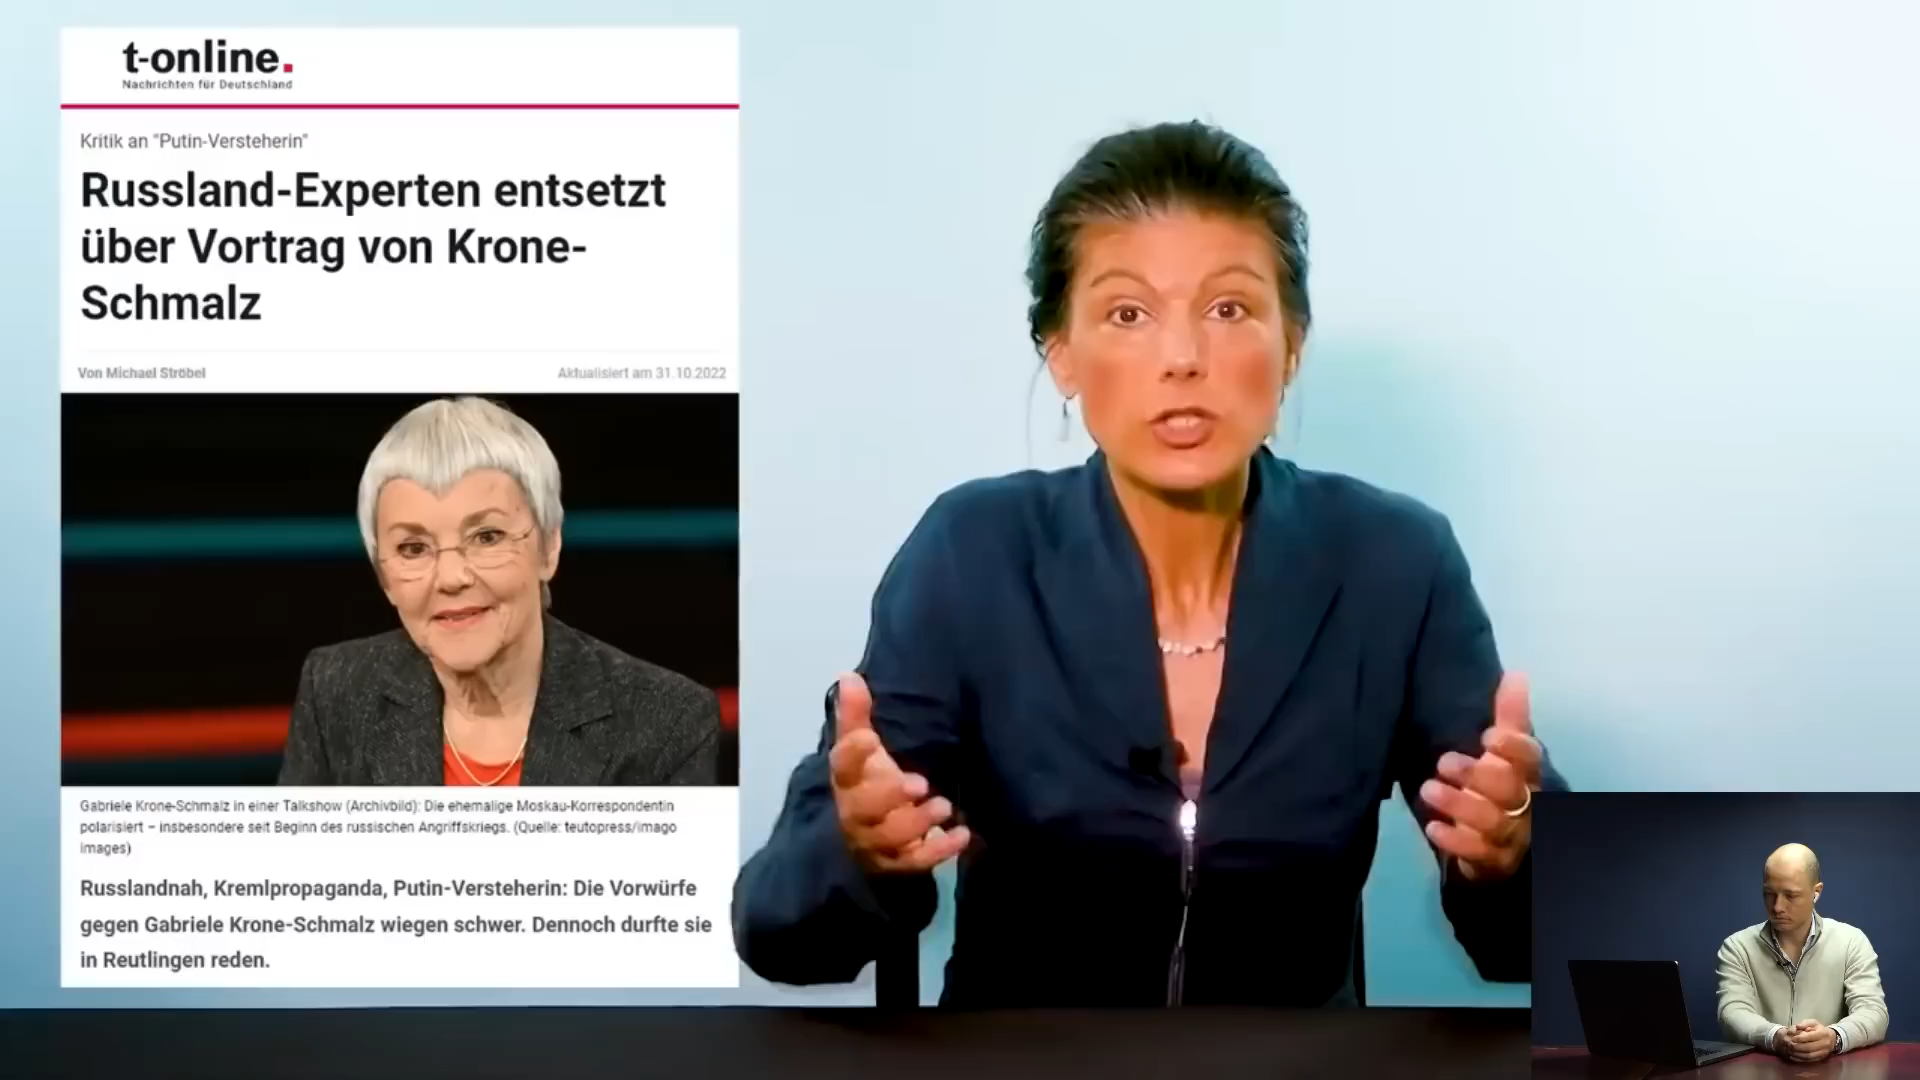 t-online.
Nachrichten für Deutschland
Kritik an "Putin-Versteherin"
Russland-Experten entsetzt
über Vortrag von Krone-
Schmalz
Von Michael Ströbel
Aktualisiert am 31.10.2022
Gabriele Krone-Schmalz in einer Talkshow (Archivbild): Die ehemalige Moskau-Korrespondentin
polarisiert – insbesondere seit Beginn des russischen Angriffskriegs. (Quelle: teutopress/imago
images)
Russlandnah, Kremlpropaganda, Putin-Versteherin: Die Vorwürfe
gegen Gabriele Krone-Schmalz wiegen schwer. Dennoch durfte sie
in Reutlingen reden.